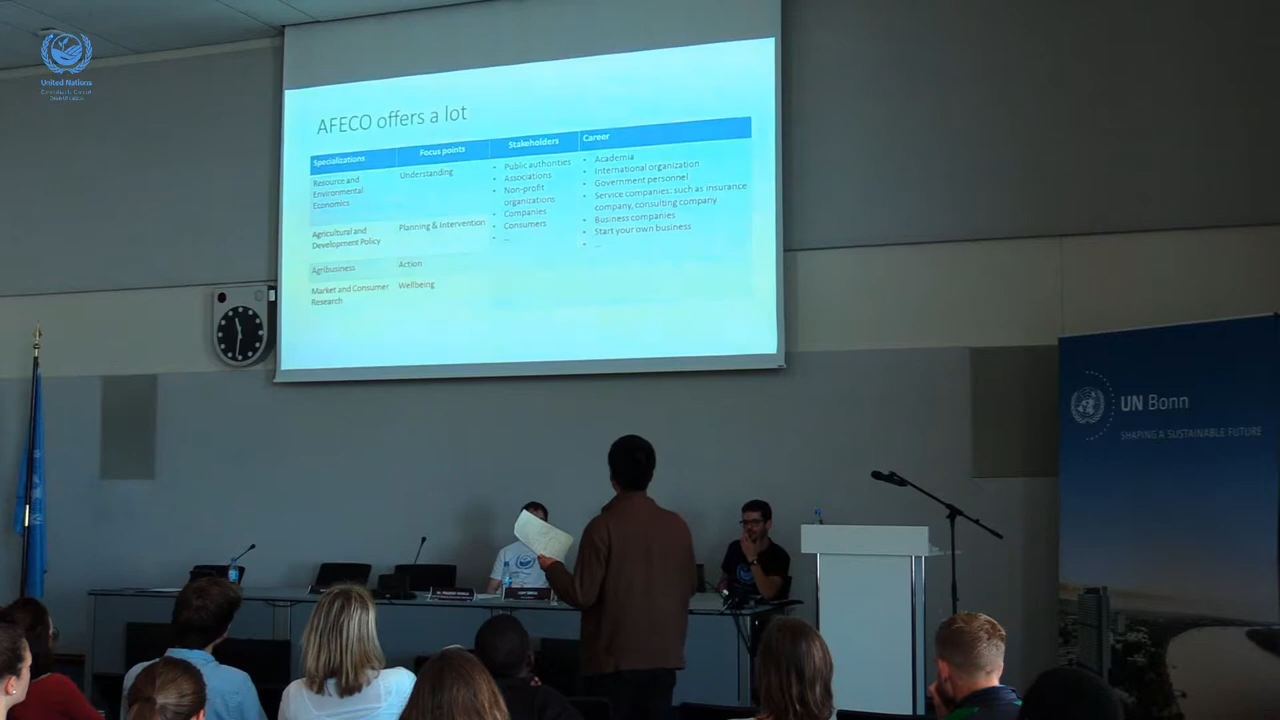 United Nations
AFECO offers a lot
Specializations
Focus points
Stakeholders
Career
Resource and
Environmental
Economics
Understanding
• Public authorities
• Associations
• Non-profit
organizations
• Companies
• Consumers
• ...
• Academia
• International organization
• Government personnel
• Service companies: such as insurance
company, consulting company
• Business companies
• Start your own business
• ...
Agricultural and
Development Policy
Planning & Intervention
Agribusiness
Action
Market and Consumer
Research
Wellbeing
UN Bonn
SHAPING A SUSTAINABLE FUTURE